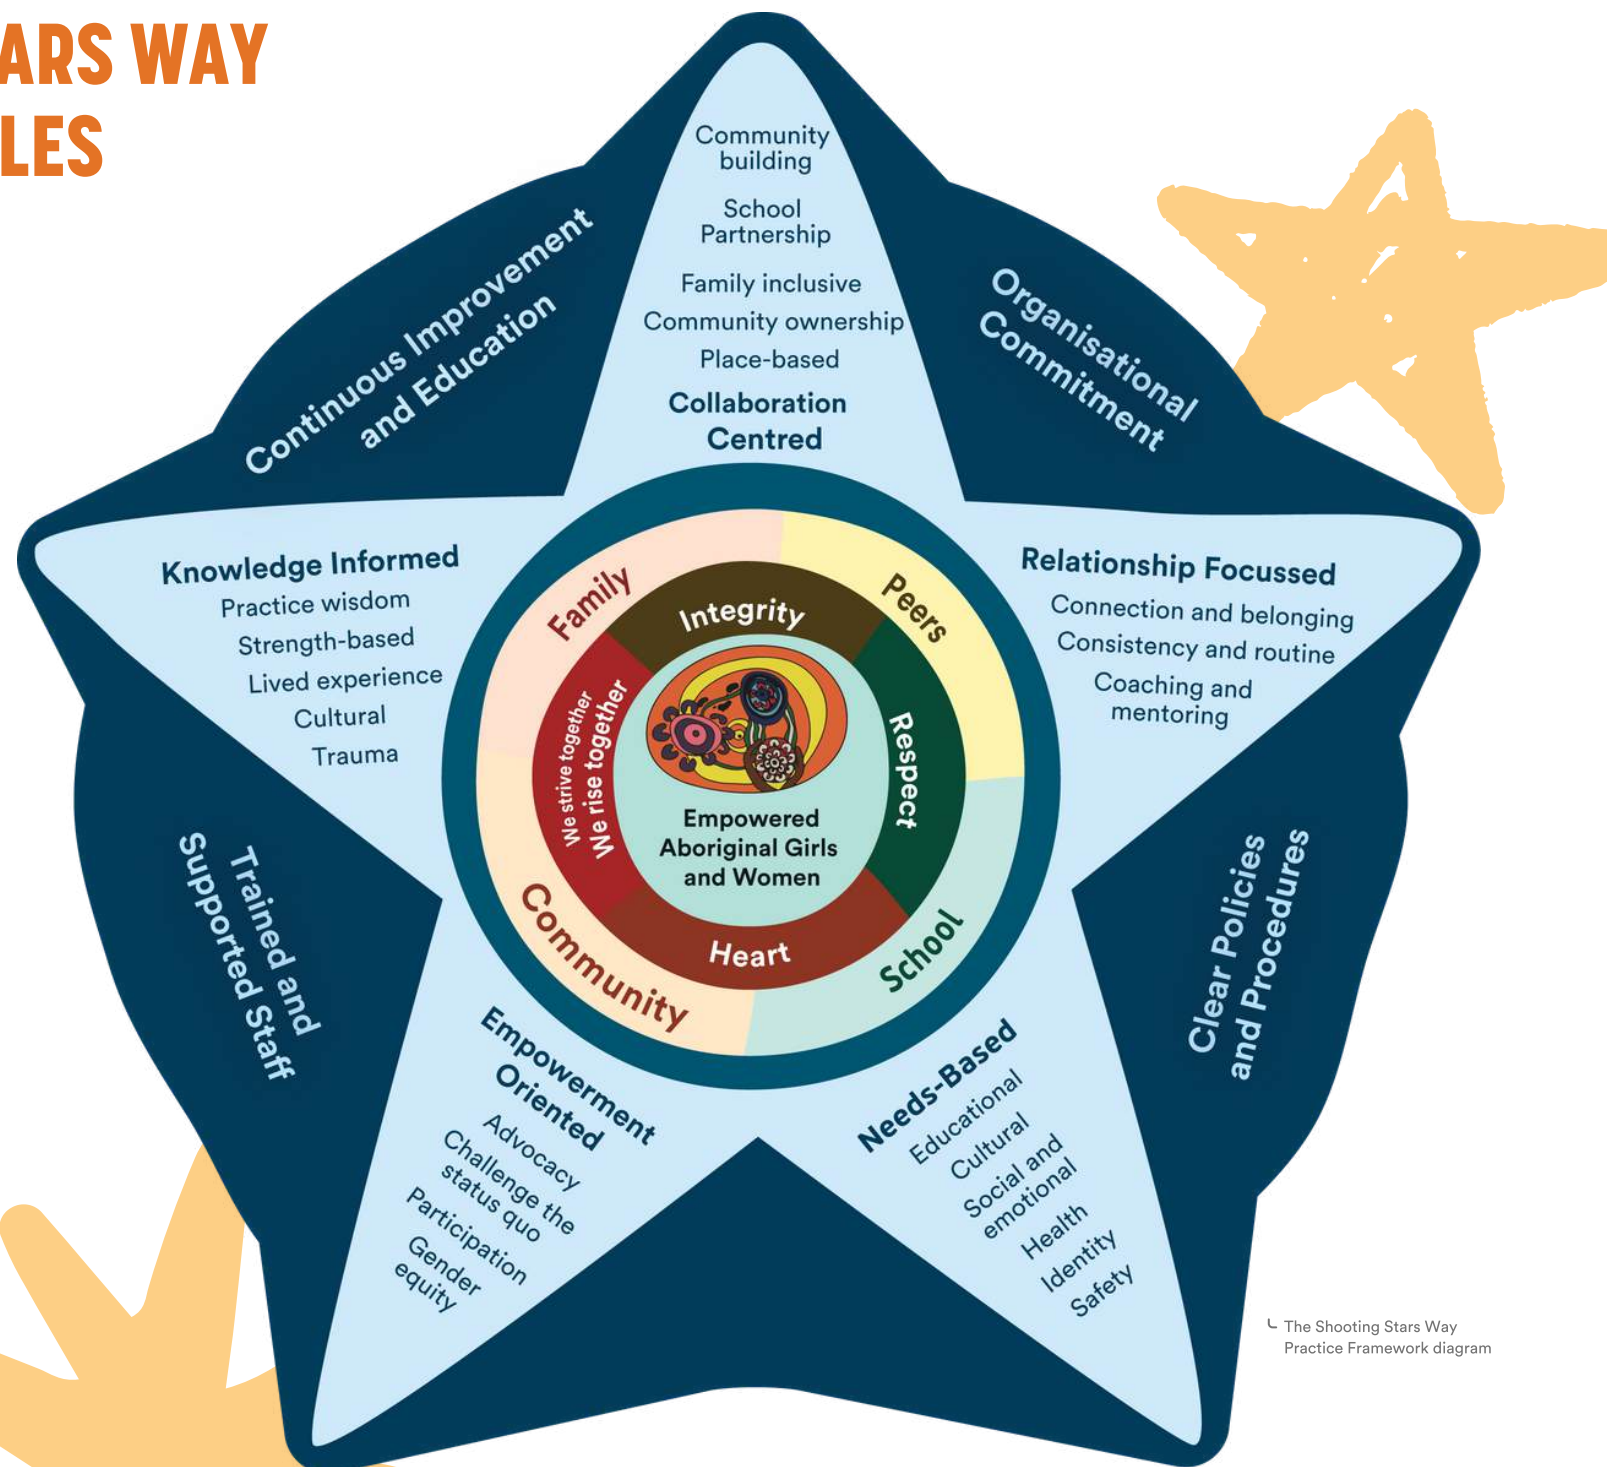 ARS WAY
LES
Community
building
School
Partnership
Family inclusive
Community ownership
Place-based
Collaboration
Centred
Continuous Improvement
and Education
Organisational
Commitment
Knowledge Informed
Practice wisdom
Strength-based
Lived experience
Cultural
Trauma
Relationship Focussed
Connection and belonging
Consistency and routine
Coaching and
mentoring
Family
Peers
School
Community
Integrity
Respect
Heart
We strive together
We rise together
Empowered
Aboriginal Girls
and Women
Trained and
Supported Staff
Clear Policies
and Procedures
Empowerment
Oriented
Advocacy
Challenge the
status quo
Participation
Gender
equity
Needs-Based
Educational
Cultural
Social and
emotional
Health
Identity
Safety
The Shooting Stars Way
Practice Framework diagram